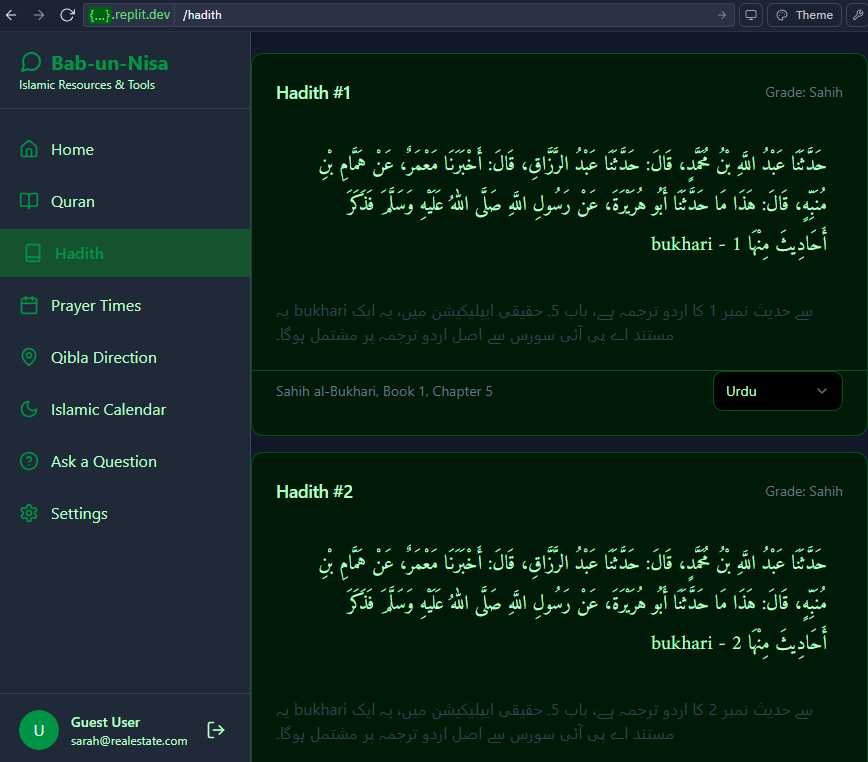 {...}.replit.dev /hadith
Theme
Bab-un-Nisa
Islamic Resources & Tools
Home
Quran
Hadith
Prayer Times
Qibla Direction
Islamic Calendar
Ask a Question
Settings
U
Guest User
sarah@realestate.com
Hadith #1
Grade: Sahih
حَدَّثَنَا عَبْدُ اللَّهِ بْنُ مُحَمَّدٍ، قَالَ: حَدَّثَنَا عَبْدُ الرَّزَّاقِ، قَالَ: أَخْبَرَنَا مَعْمَرٌ، عَنْ هَمَّامِ بْنِ
مُنَبِّهٍ، قَالَ: هَذَا مَا حَدَّثَنَا أَبُو هُرَيْرَةَ، عَنْ رَسُولِ اللَّهِ صَلَّى اللَّهُ عَلَيْهِ وَسَلَّمَ فَذَكَرَ
أَحَادِيثَ مِنْهَا bukhari - 1
سے حدیث نمبر 1 کا اردو ترجمہ ہے، باب 5۔ حقیقی ایپلیکیشن میں، یہ ایک bukhari یہ
مستند اے پی آئی سورس سے اصل اردو ترجمہ پر مشتمل ہوگا۔
Sahih al-Bukhari, Book 1, Chapter 5
Urdu
Hadith #2
Grade: Sahih
حَدَّثَنَا عَبْدُ اللَّهِ بْنُ مُحَمَّدٍ، قَالَ: حَدَّثَنَا عَبْدُ الرَّزَّاقِ، قَالَ: أَخْبَرَنَا مَعْمَرٌ، عَنْ هَمَّامِ بْنِ
مُنَبِّهٍ، قَالَ: هَذَا مَا حَدَّثَنَا أَبُو هُرَيْرَةَ، عَنْ رَسُولِ اللَّهِ صَلَّى اللَّهُ عَلَيْهِ وَسَلَّمَ فَذَكَرَ
أَحَادِيثَ مِنْهَا bukhari - 2
سے حدیث نمبر 2 کا اردو ترجمہ ہے، باب 5۔ حقیقی ایپلیکیشن میں، یہ ایک bukhari یہ
مستند اے پی آئی سورس سے اصل اردو ترجمہ پر مشتمل ہوگا۔